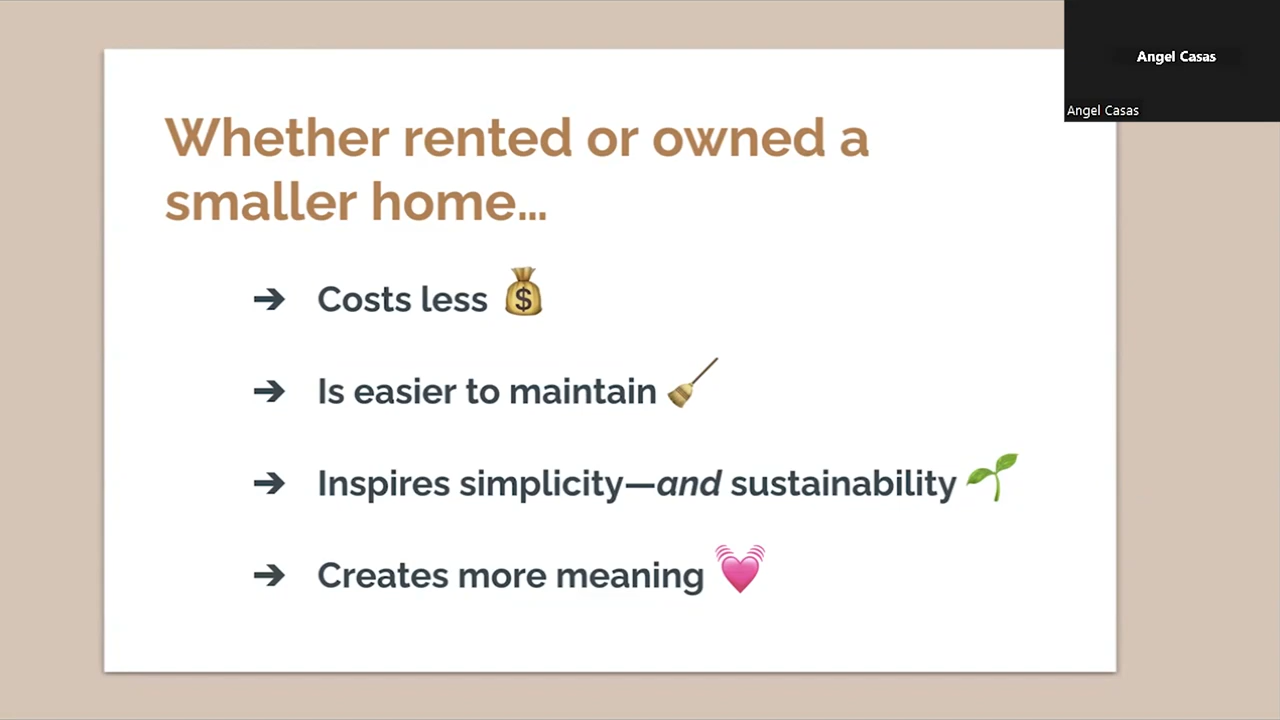 Whether rented or owned a
smaller home…
➔ Costs less 💰
➔ Is easier to maintain 🧹
➔ Inspires simplicity—and sustainability 🌱
➔ Creates more meaning 💓
Angel Casas
Angel Casas